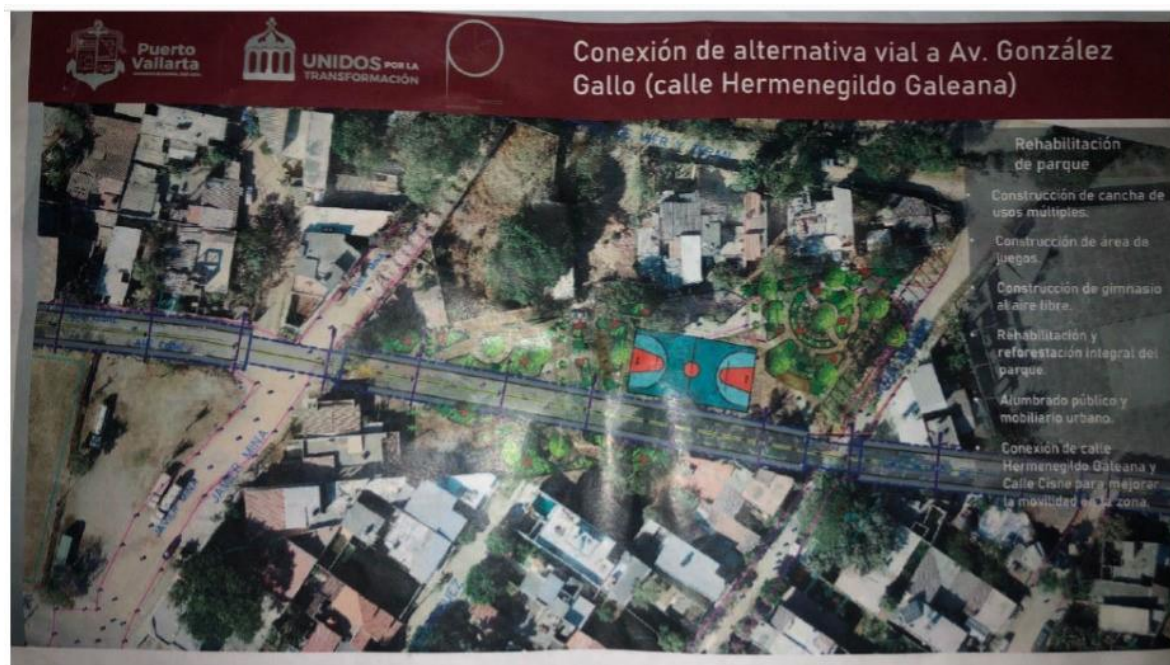 Puerto
Vallarta
UNIDOS POR LA
TRANSFORMACIÓN
Conexión de alternativa vial a Av. González
Gallo (calle Hermenegildo Galeana)
Rehabilitación
de parque
• Construcción de cancha de
usos múltiples.
• Construcción de área de
juegos.
• Construcción de gimnasio
al aire libre.
• Rehabilitación y
reforestación integral del
parque.
• Alumbrado público y
mobiliario urbano.
• Conexión de calle
Hermenegildo Galeana y
Calle Cisne para mejorar
la movilidad en la zona.
JAVIER MINA